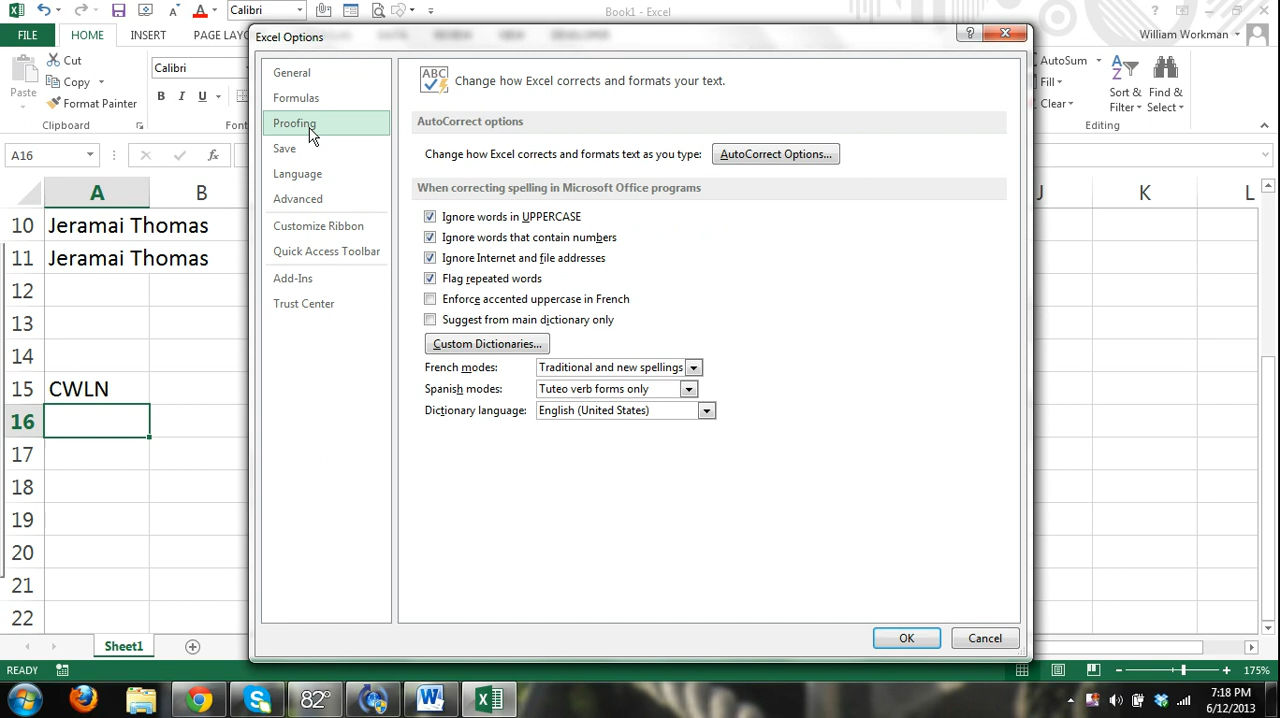 Calibri
Book1 - Excel
FILE
HOME
INSERT
PAGE LAYO
William Workman
Excel Options
Cut
Copy
Paste
Format Painter
Clipboard
Calibri
B I U
Font
AutoSum
Fill
Clear
Sort &
Filter
Find &
Select
Editing
A16
fx
A B J K L
10 Jeramai Thomas
11 Jeramai Thomas
12
13
14
15 CWLN
16
17
18
19
20
21
22
General
Formulas
Proofing
Save
Language
Advanced
Customize Ribbon
Quick Access Toolbar
Add-Ins
Trust Center
ABC
Change how Excel corrects and formats your text.
AutoCorrect options
Change how Excel corrects and formats text as you type: AutoCorrect Options...
When correcting spelling in Microsoft Office programs
Ignore words in UPPERCASE
Ignore words that contain numbers
Ignore Internet and file addresses
Flag repeated words
Enforce accented uppercase in French
Suggest from main dictionary only
Custom Dictionaries...
French modes: Traditional and new spellings
Spanish modes: Tuteo verb forms only
Dictionary language: English (United States)
OK Cancel
Sheet1
READY
175%
82°
7:18 PM
6/12/2013